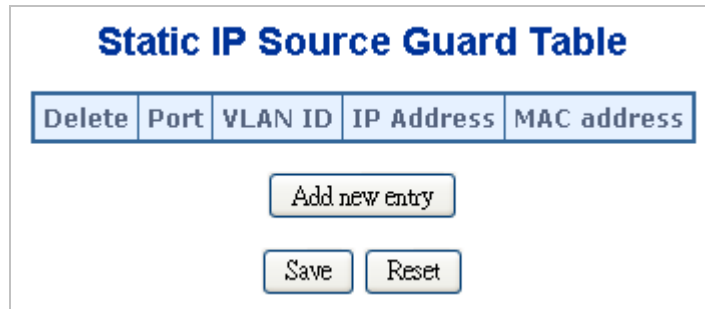 Static IP Source Guard Table
Delete Port VLAN ID IP Address MAC address
Add new entry
Save Reset